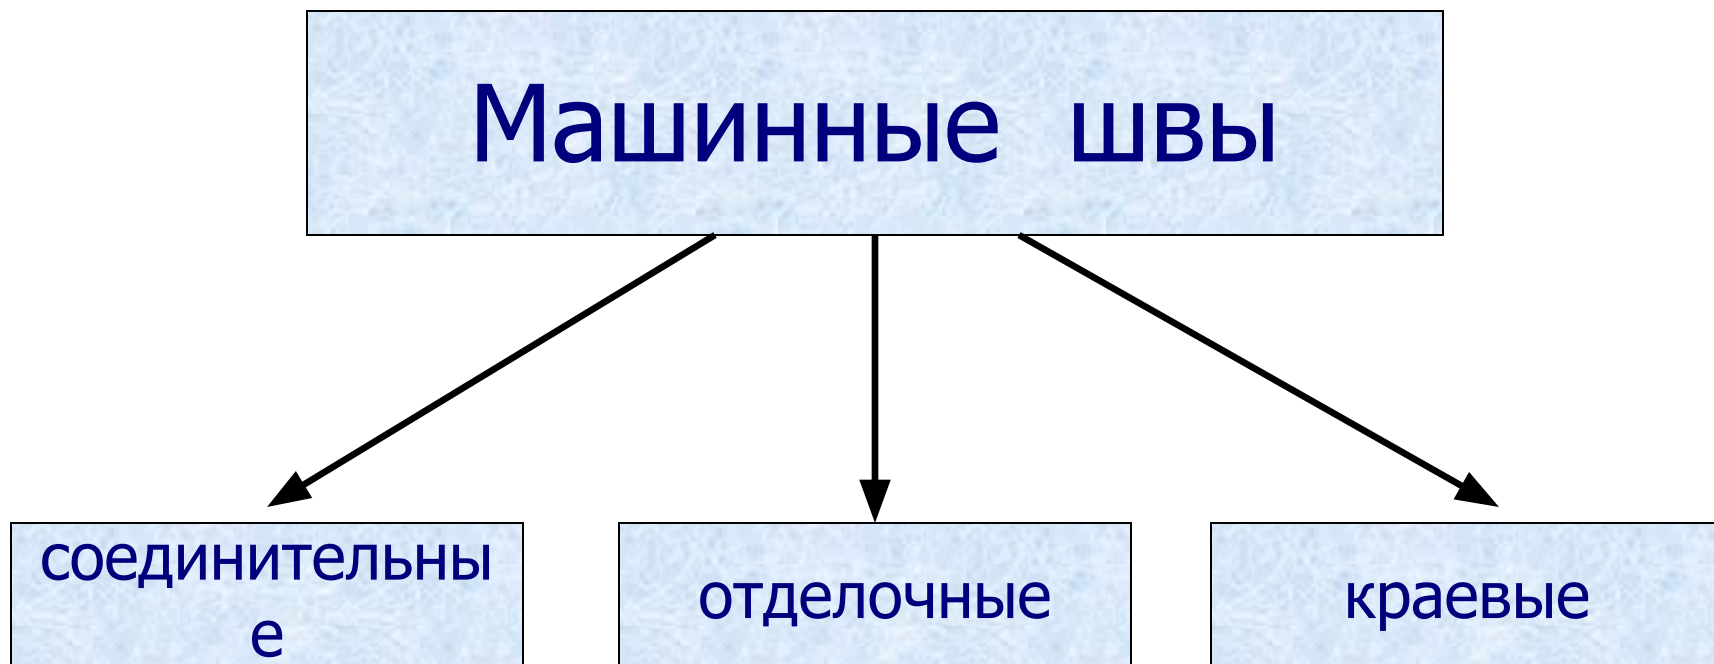 Машинные швы
соединительны
е
отделочные
краевые